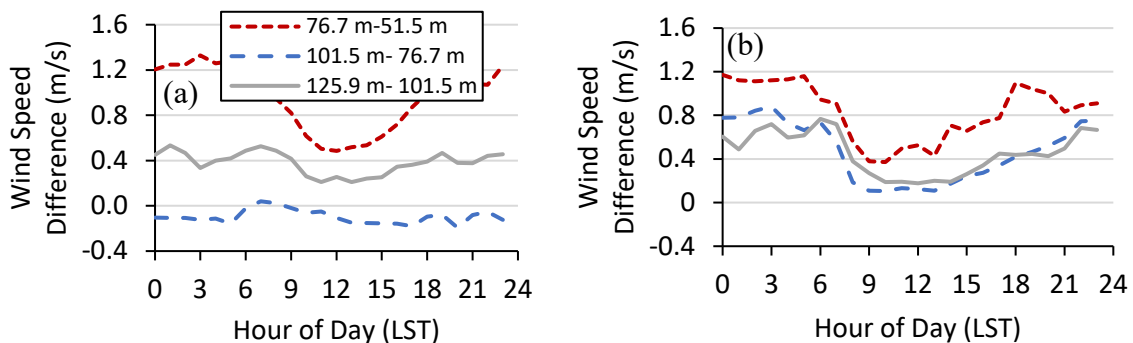 1.6
1.2
0.8
0.4
0.0
-0.4
Wind Speed
Difference (m/s)
(a)
76.7 m-51.5 m
101.5 m- 76.7 m
125.9 m- 101.5 m
0 3 6 9 12 15 18 21 24
Hour of Day (LST)
1.6
1.2
0.8
0.4
0
-0.4
Wind Speed
Difference (m/s)
(b)
0 3 6 9 12 15 18 21 24
Hour of Day (LST)